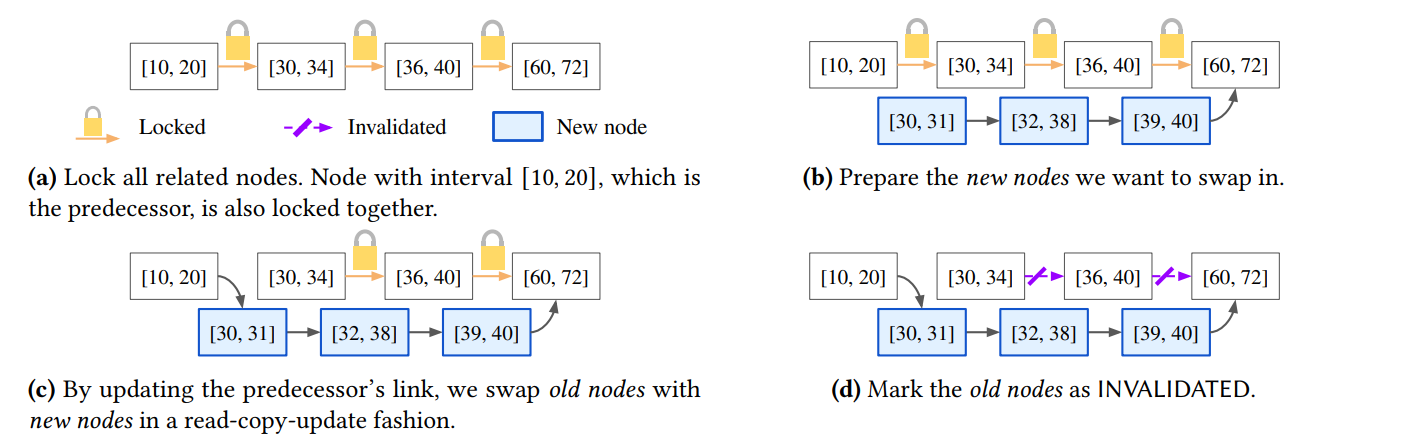 [10, 20] [30, 34] [36, 40] [60, 72]
Locked Invalidated New node
(a) Lock all related nodes. Node with interval [10, 20], which is
the predecessor, is also locked together.
[10, 20] [30, 34] [36, 40] [60, 72]
[30, 31] [32, 38] [39, 40]
(b) Prepare the new nodes we want to swap in.
[10, 20] [30, 34] [36, 40] [60, 72]
[30, 31] [32, 38] [39, 40]
(c) By updating the predecessor's link, we swap old nodes with
new nodes in a read-copy-update fashion.
[10, 20] [30, 34] [36, 40] [60, 72]
[30, 31] [32, 38] [39, 40]
(d) Mark the old nodes as INVALIDATED.